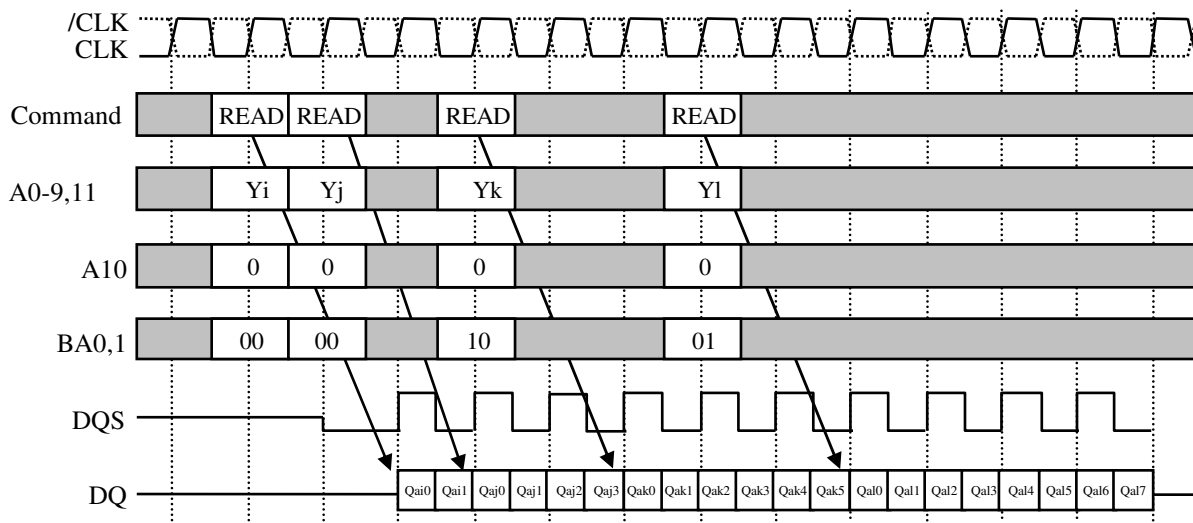 /CLK
CLK
Command READ READ READ READ
A0-9,11 Yi Yj Yk Yl
A10 0 0 0 0
BA0,1 00 00 10 01
DQS
DQ Qai0 Qai1 Qaj0 Qaj1 Qaj2 Qaj3 Qak0 Qak1 Qak2 Qak3 Qak4 Qak5 Qal0 Qal1 Qal2 Qal3 Qal4 Qal5 Qal6 Qal7